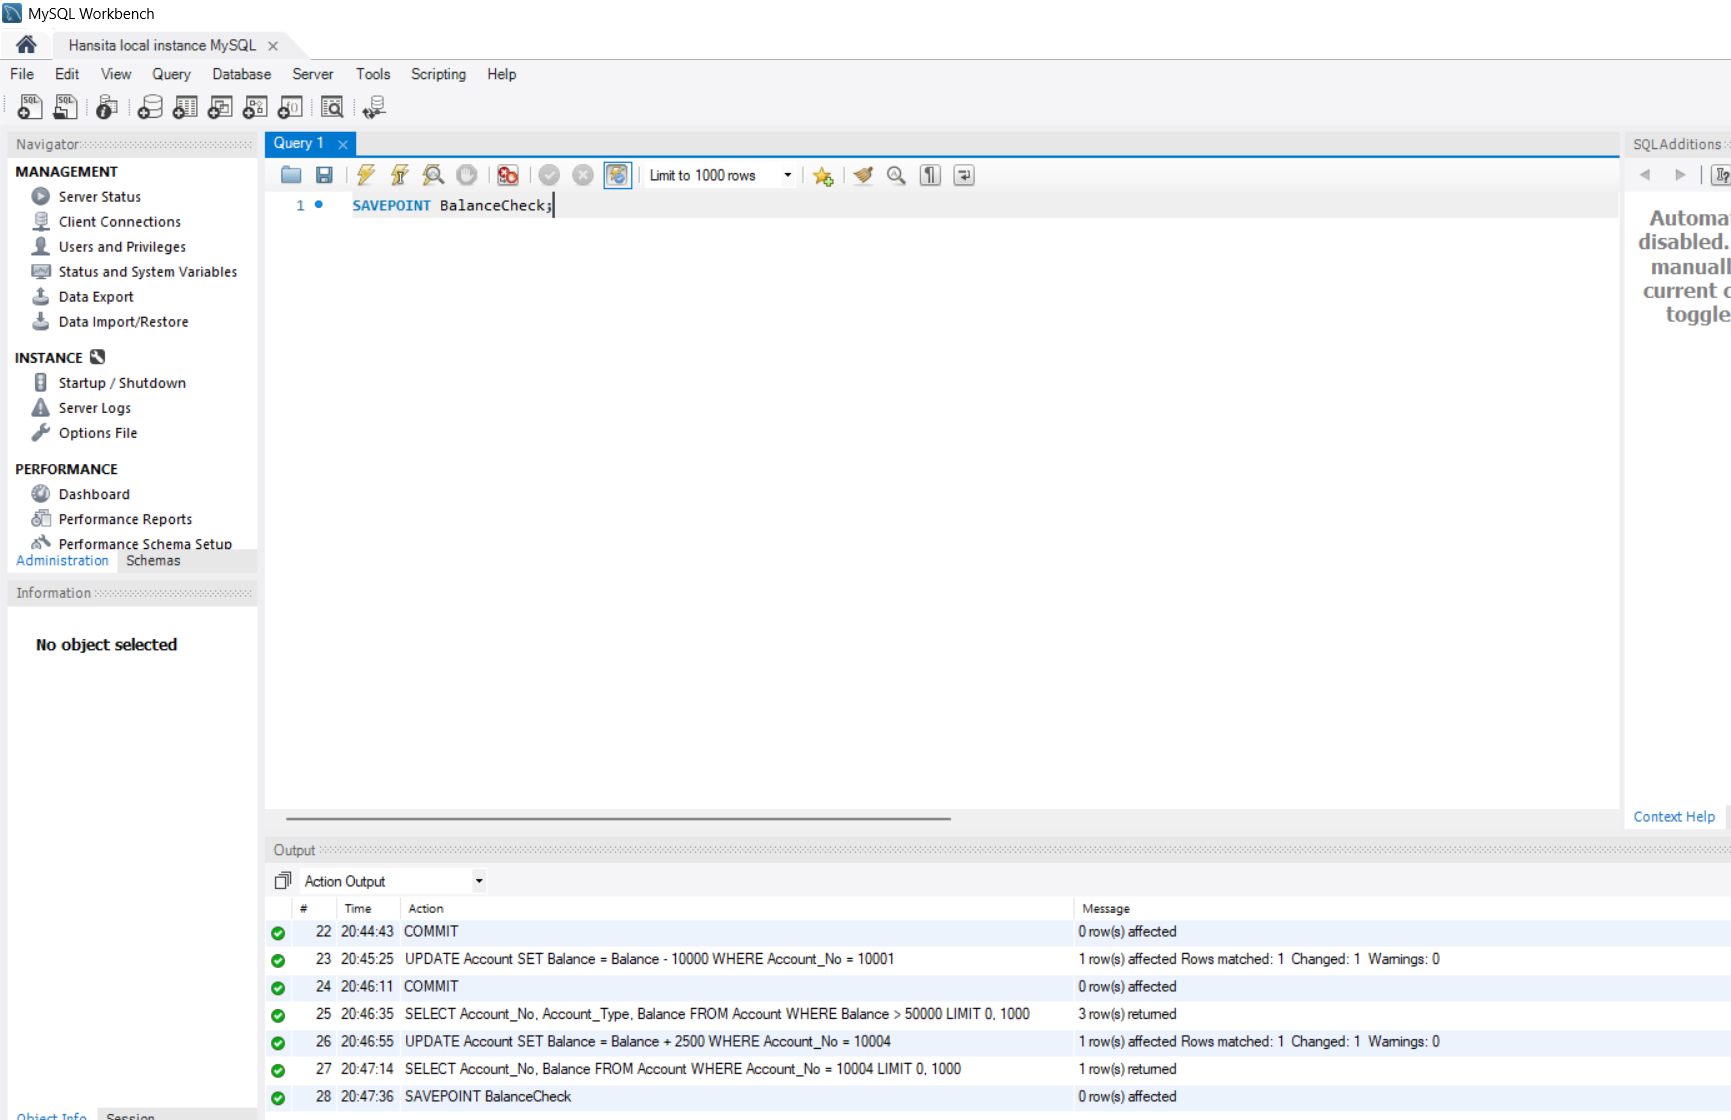 MySQL Workbench
Hansita local instance MySQL
File Edit View Query Database Server Tools Scripting Help
Navigator
MANAGEMENT
Server Status
Client Connections
Users and Privileges
Status and System Variables
Data Export
Data Import/Restore
INSTANCE
Startup / Shutdown
Server Logs
Options File
PERFORMANCE
Dashboard
Performance Reports
Performance Schema Setup
Administration Schemas
Information
No object selected
Object Info Session
Query 1
Limit to 1000 rows
1 SAVEPOINT BalanceCheck;
SQLAdditions
Automa
disabled.
manuall
current c
toggle
Context Help
Output
Action Output
# Time Action Message
22 20:44:43 COMMIT 0 row(s) affected
23 20:45:25 UPDATE Account SET Balance = Balance - 10000 WHERE Account_No = 10001 1 row(s) affected Rows matched: 1 Changed: 1 Warnings: 0
24 20:46:11 COMMIT 0 row(s) affected
25 20:46:35 SELECT Account_No, Account_Type, Balance FROM Account WHERE Balance > 50000 LIMIT 0, 1000 3 row(s) returned
26 20:46:55 UPDATE Account SET Balance = Balance + 2500 WHERE Account_No = 10004 1 row(s) affected Rows matched: 1 Changed: 1 Warnings: 0
27 20:47:14 SELECT Account_No, Balance FROM Account WHERE Account_No = 10004 LIMIT 0, 1000 1 row(s) returned
28 20:47:36 SAVEPOINT BalanceCheck 0 row(s) affected